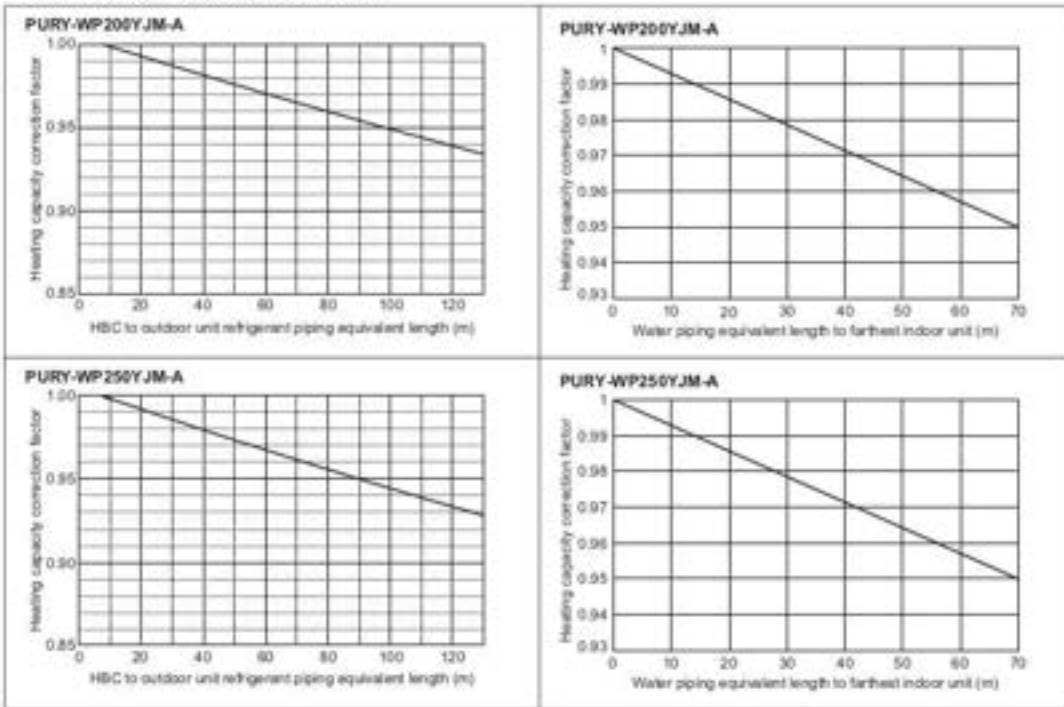 PURY-WP200YJM-A
Heating capacity correction factor
1.00
0.95
0.90
0.85
0 20 40 60 80 100 120
HBC to outdoor unit refrigerant piping equivalent length (m)
PURY-WP200YJM-A
Heating capacity correction factor
1
0.99
0.98
0.97
0.96
0.95
0.94
0.93
0 10 20 30 40 50 60 70
Water piping equivalent length to farthest indoor unit (m)
PURY-WP250YJM-A
Heating capacity correction factor
1.00
0.95
0.90
0.85
0 20 40 60 80 100 120
HBC to outdoor unit refrigerant piping equivalent length (m)
PURY-WP250YJM-A
Heating capacity correction factor
1
0.99
0.98
0.97
0.96
0.95
0.94
0.93
0 10 20 30 40 50 60 70
Water piping equivalent length to farthest indoor unit (m)